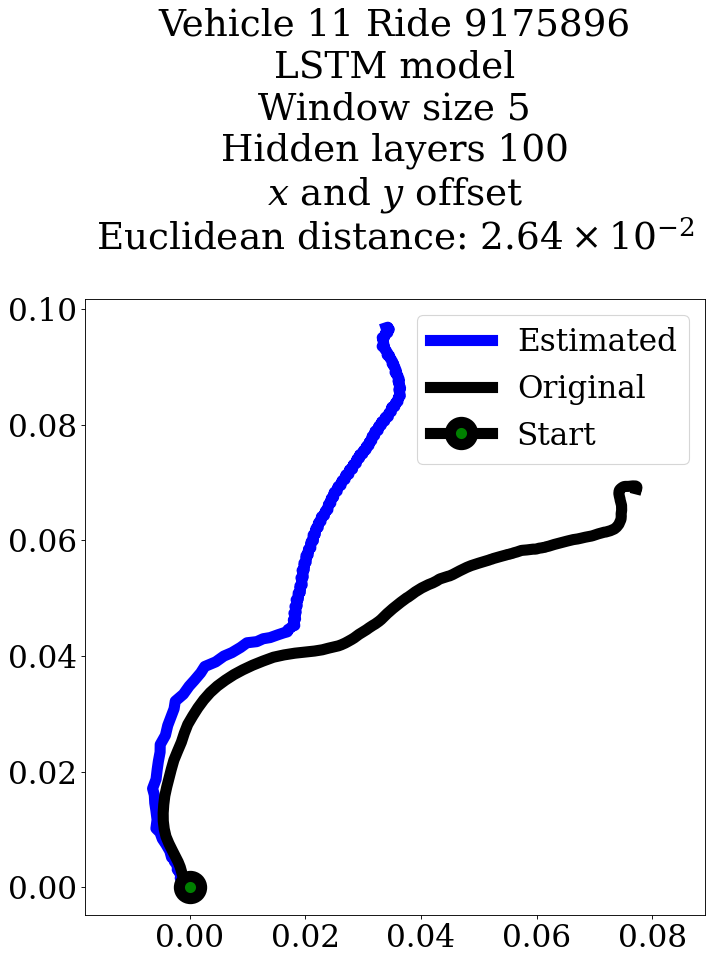 Vehicle 11 Ride 9175896
LSTM model
Window size 5
Hidden layers 100
x and y offset
Euclidean distance: 2.64 × 10⁻²
0.10
0.08
0.06
0.04
0.02
0.00
Estimated
Original
Start
0.00 0.02 0.04 0.06 0.08